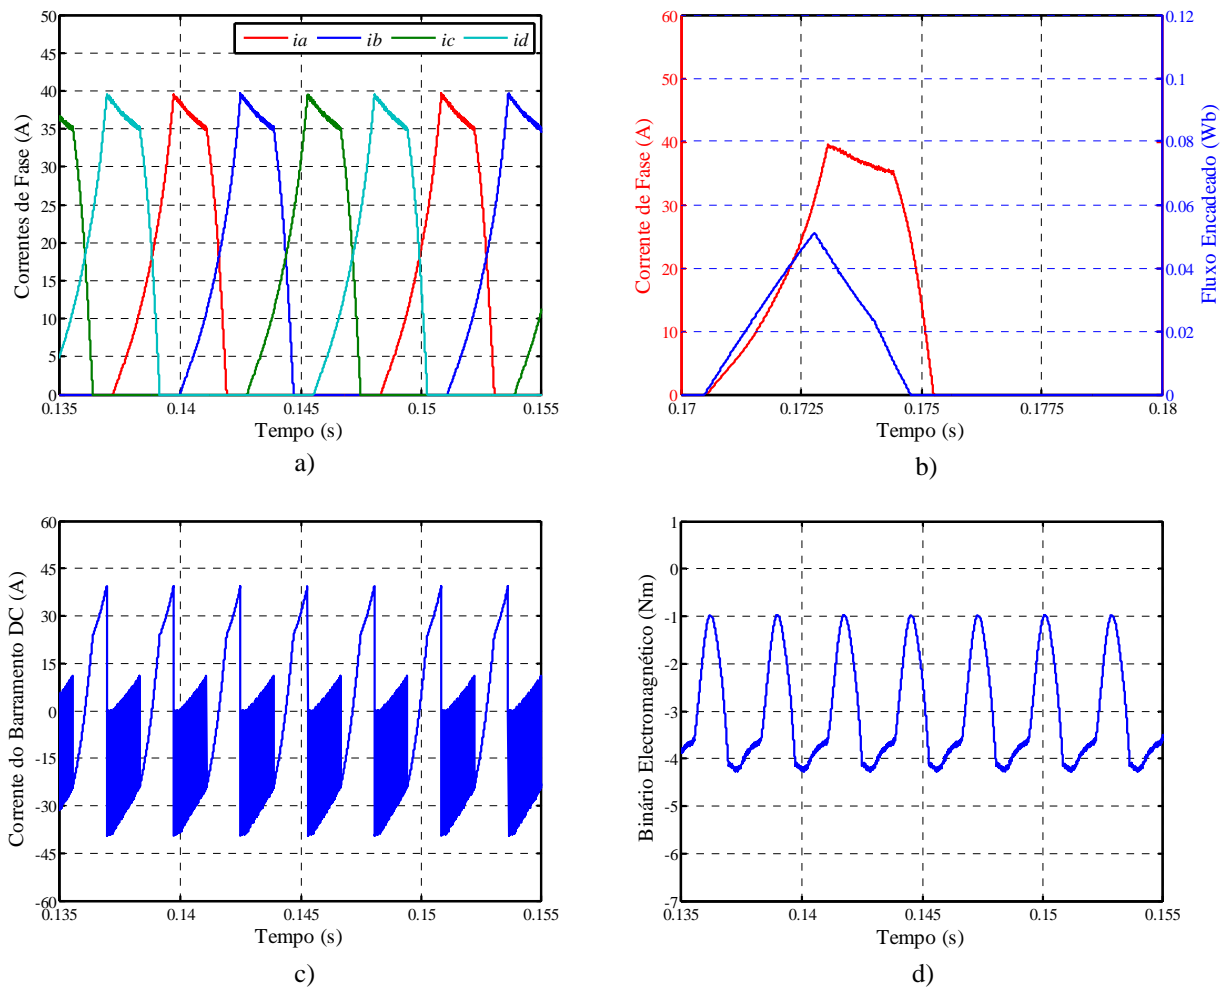 50
45
40
35
30
25
20
15
10
5
0
ia ib ic id
Correntes de Fase (A)
0.135 0.14 0.145 0.15 0.155
Tempo (s)
a)
60
50
40
30
20
10
0
Corrente de Fase (A)
0.12
0.1
0.08
0.06
0.04
0.02
0
Fluxo Encadeado (Wb)
0.17 0.1725 0.175 0.1775 0.18
Tempo (s)
b)
60
45
30
15
0
-15
-30
-45
-60
Corrente do Barramento DC (A)
0.135 0.14 0.145 0.15 0.155
Tempo (s)
c)
1
0
-1
-2
-3
-4
-5
-6
-7
Binário Electromagnético (Nm)
0.135 0.14 0.145 0.15 0.155
Tempo (s)
d)